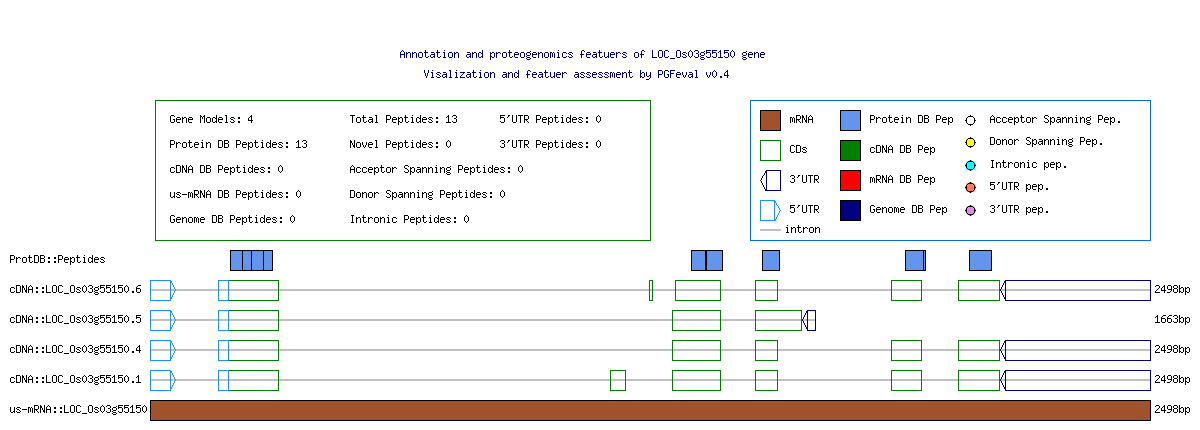 Annotation and proteogenomics featuers of LOC_Os03g55150 gene
Visalization and featuer assessment by PGFeval v0.4
Gene Models: 4
Total Peptides: 13
5'UTR Peptides: 0
Protein DB Peptides: 13
Novel Peptides: 0
3'UTR Peptides: 0
cDNA DB Peptides: 0
Acceptor Spanning Peptides: 0
us-mRNA DB Peptides: 0
Donor Spanning Peptides: 0
Genome DB Peptides: 0
Intronic Peptides: 0
mRNA
Protein DB Pep
Acceptor Spanning Pep.
CDs
cDNA DB Pep
Donor Spanning Pep.
3'UTR
mRNA DB Pep
Intronic pep.
5'UTR
Genome DB Pep
5'UTR pep.
3'UTR pep.
intron
ProtDB::Peptides
cDNA::LOC_Os03g55150.6
2498bp
cDNA::LOC_Os03g55150.5
1663bp
cDNA::LOC_Os03g55150.4
2498bp
cDNA::LOC_Os03g55150.1
2498bp
us-mRNA::LOC_Os03g55150
2498bp